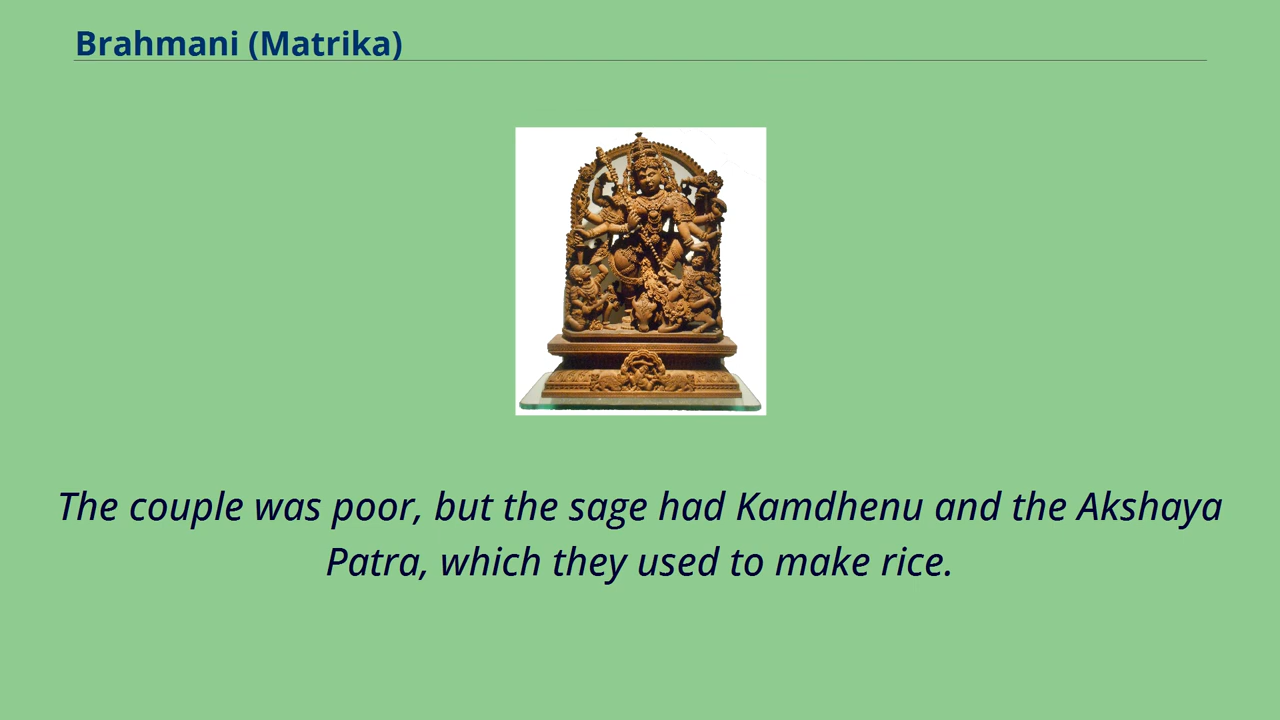 Brahmani (Matrika)
The couple was poor, but the sage had Kamdhenu and the Akshaya
Patra, which they used to make rice.